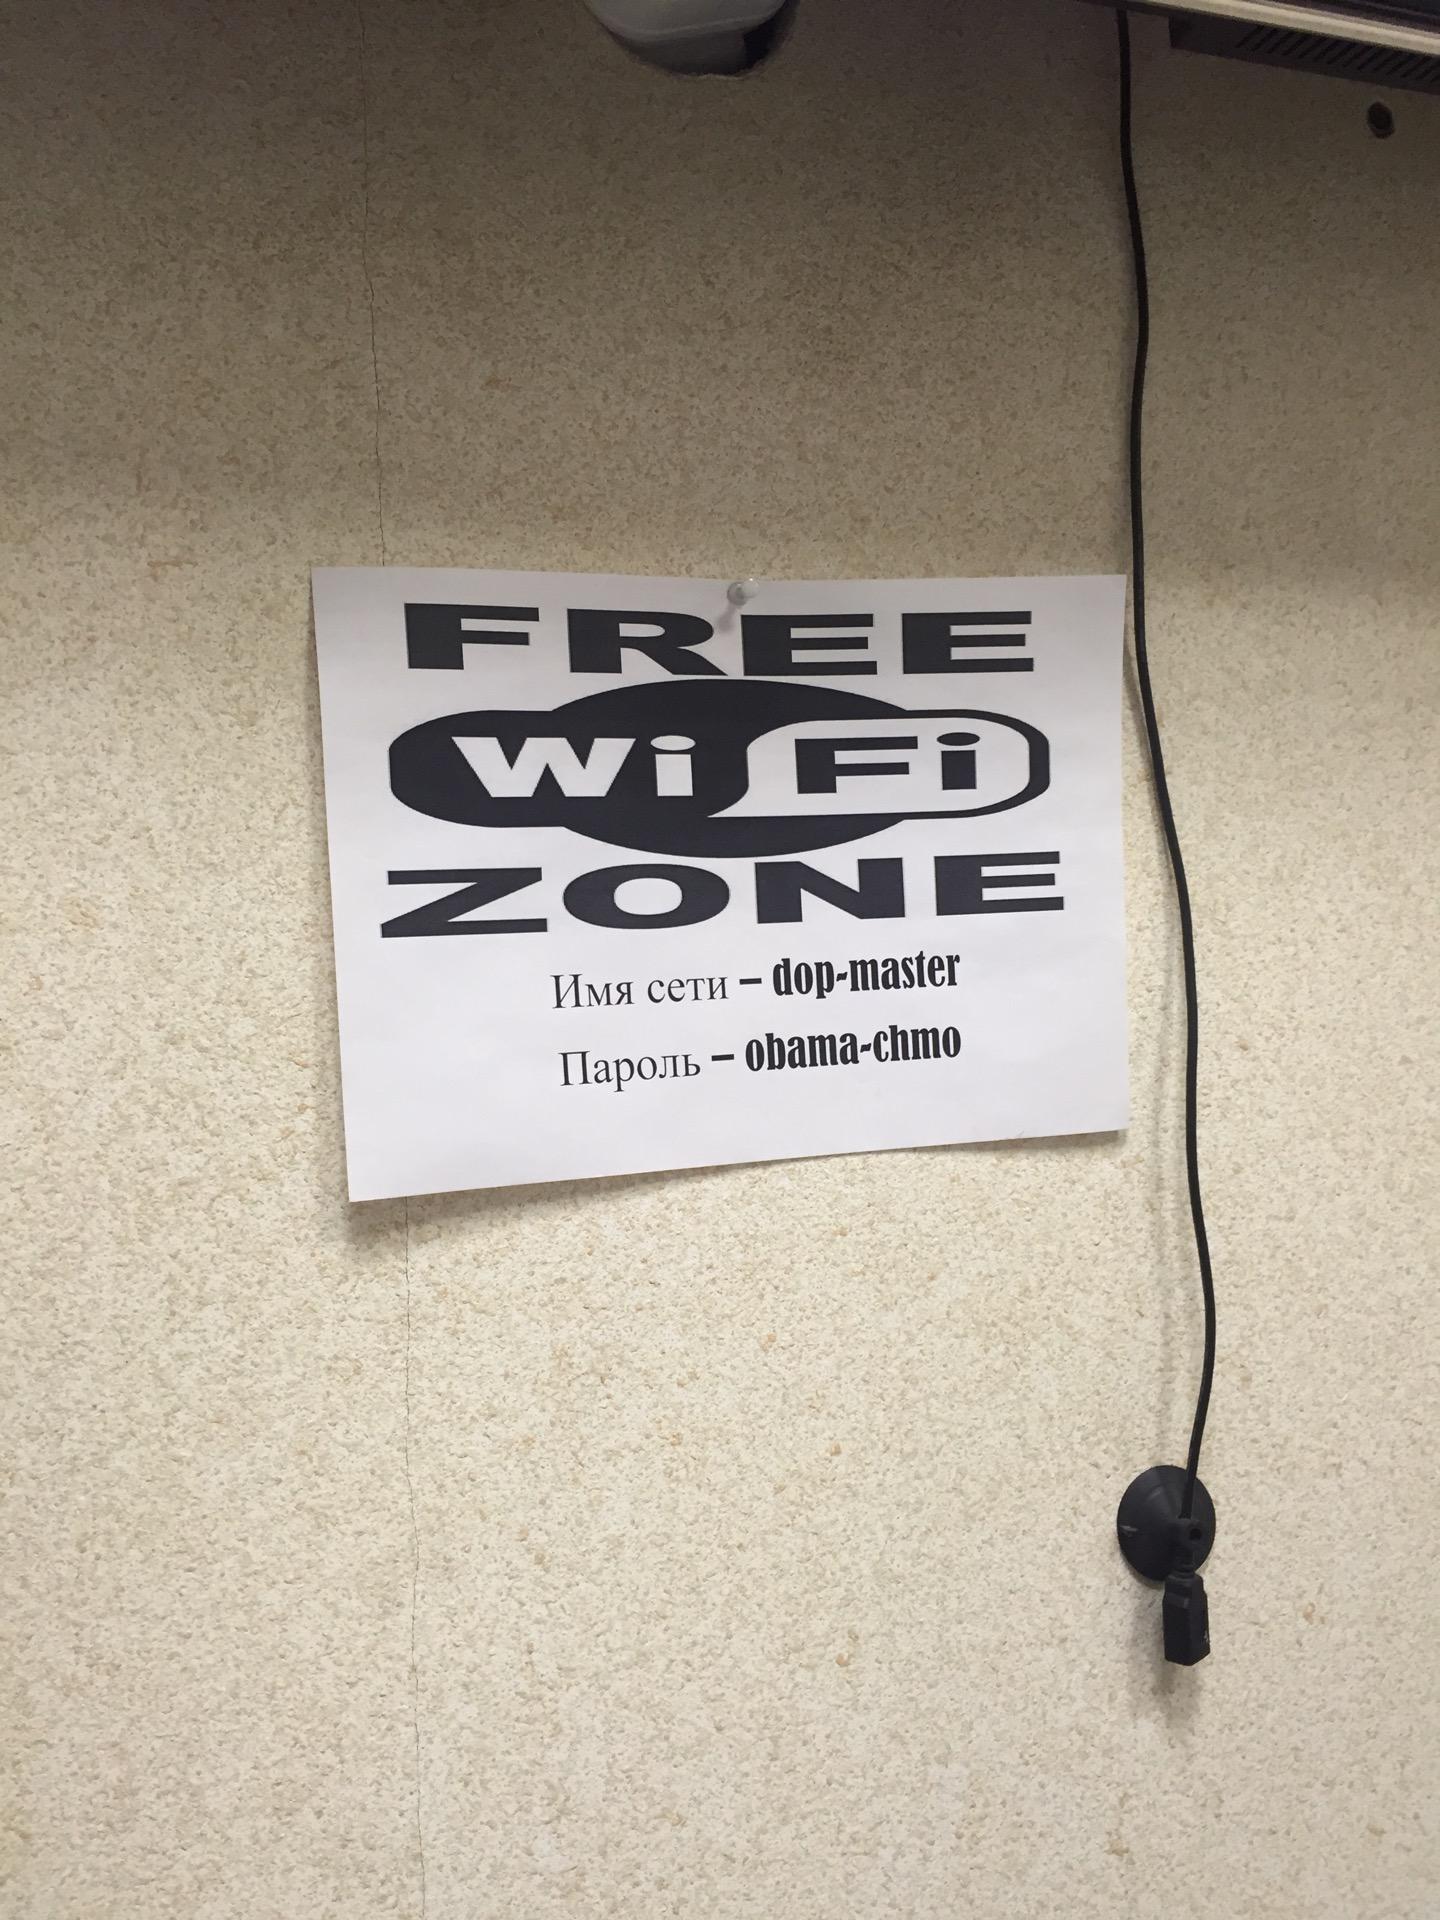 FREE
Wi Fi
ZONE
Имя сети – dop-master
Пароль – obama-chmo